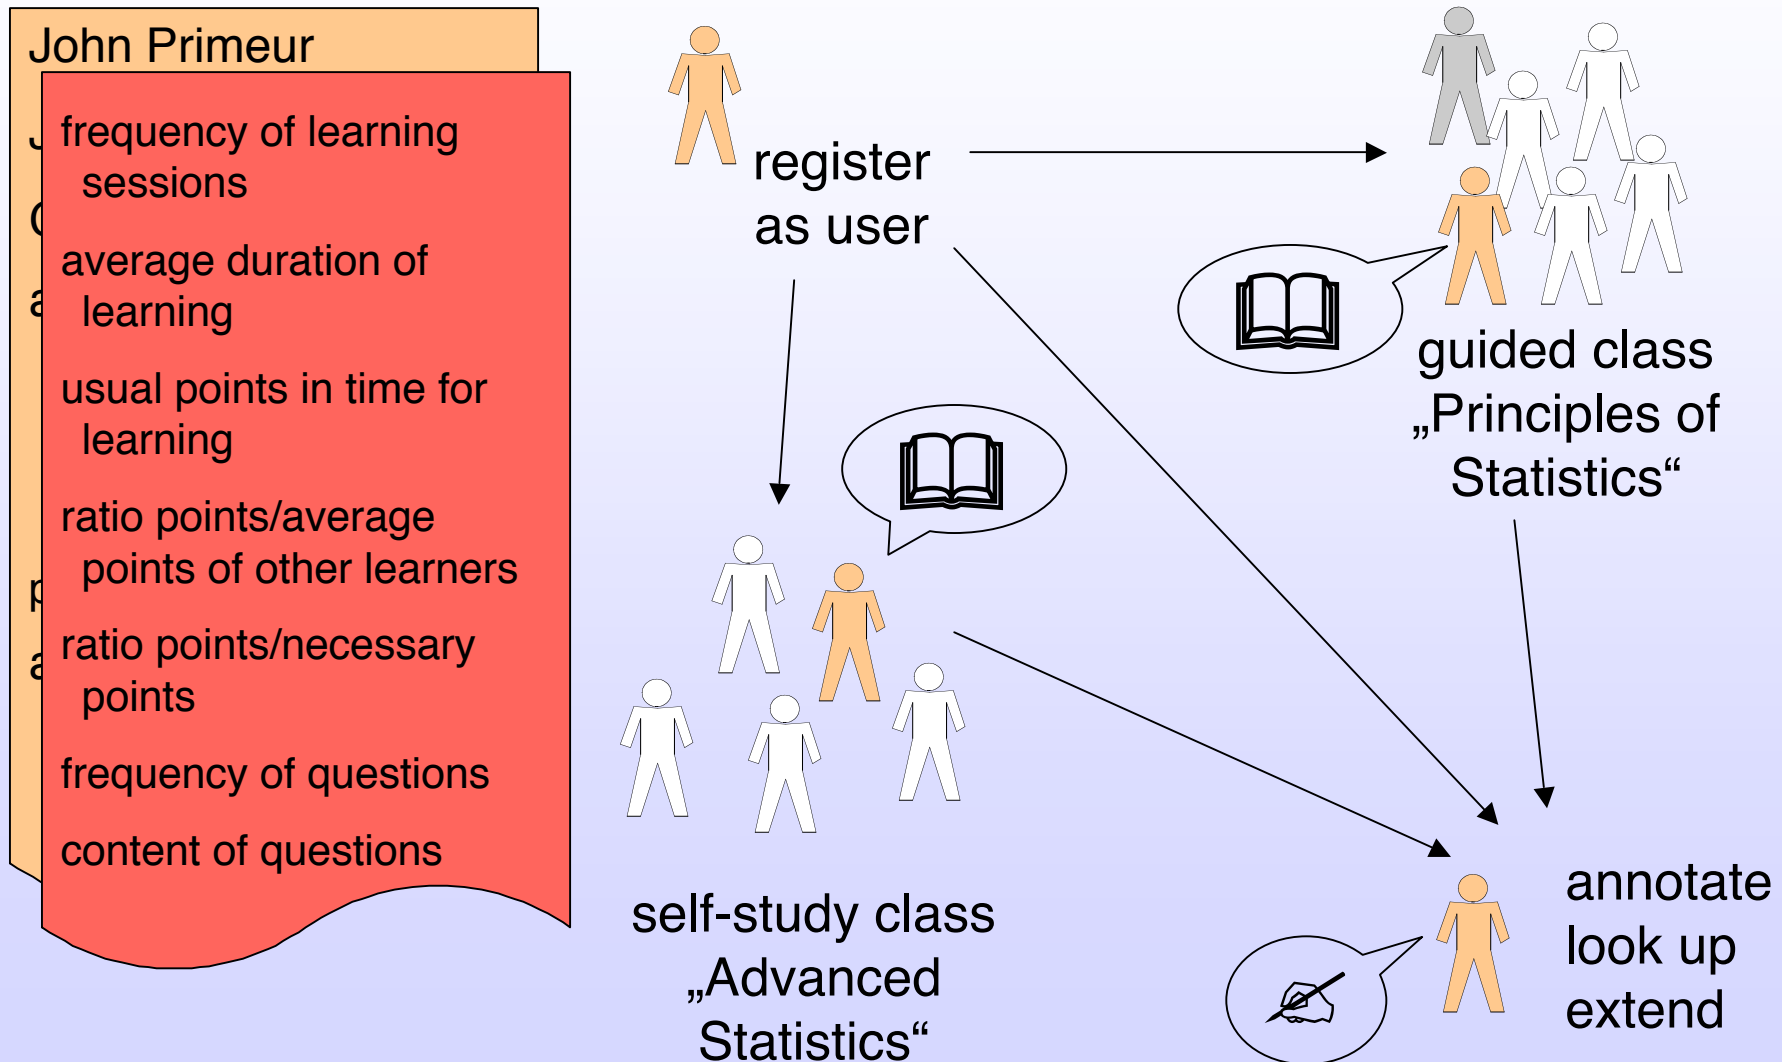 John Primeur
frequency of learning
sessions
average duration of
learning
usual points in time for
learning
ratio points/average
points of other learners
ratio points/necessary
points
frequency of questions
content of questions
register
as user
guided class
„Principles of
Statistics“
self-study class
„Advanced
Statistics“
annotate
look up
extend